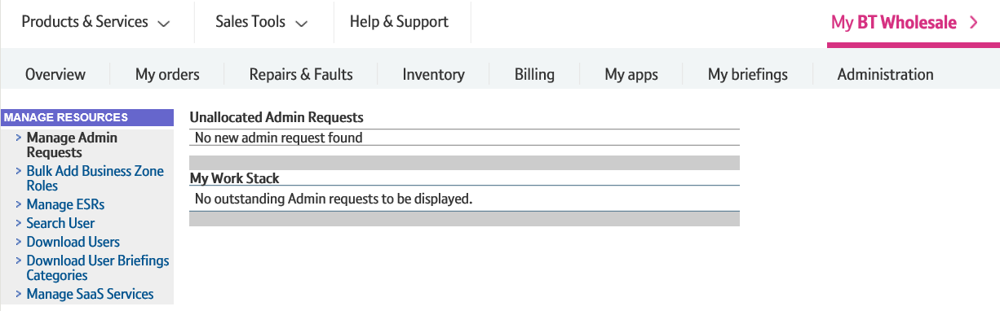 Products & Services
Sales Tools
Help & Support
My BT Wholesale
Overview
My orders
Repairs & Faults
Inventory
Billing
My apps
My briefings
Administration
MANAGE RESOURCES
> Manage Admin
Requests
> Bulk Add Business Zone
Roles
> Manage ESRs
> Search User
> Download Users
> Download User Briefings
Categories
> Manage SaaS Services
Unallocated Admin Requests
No new admin request found
My Work Stack
No outstanding Admin requests to be displayed.